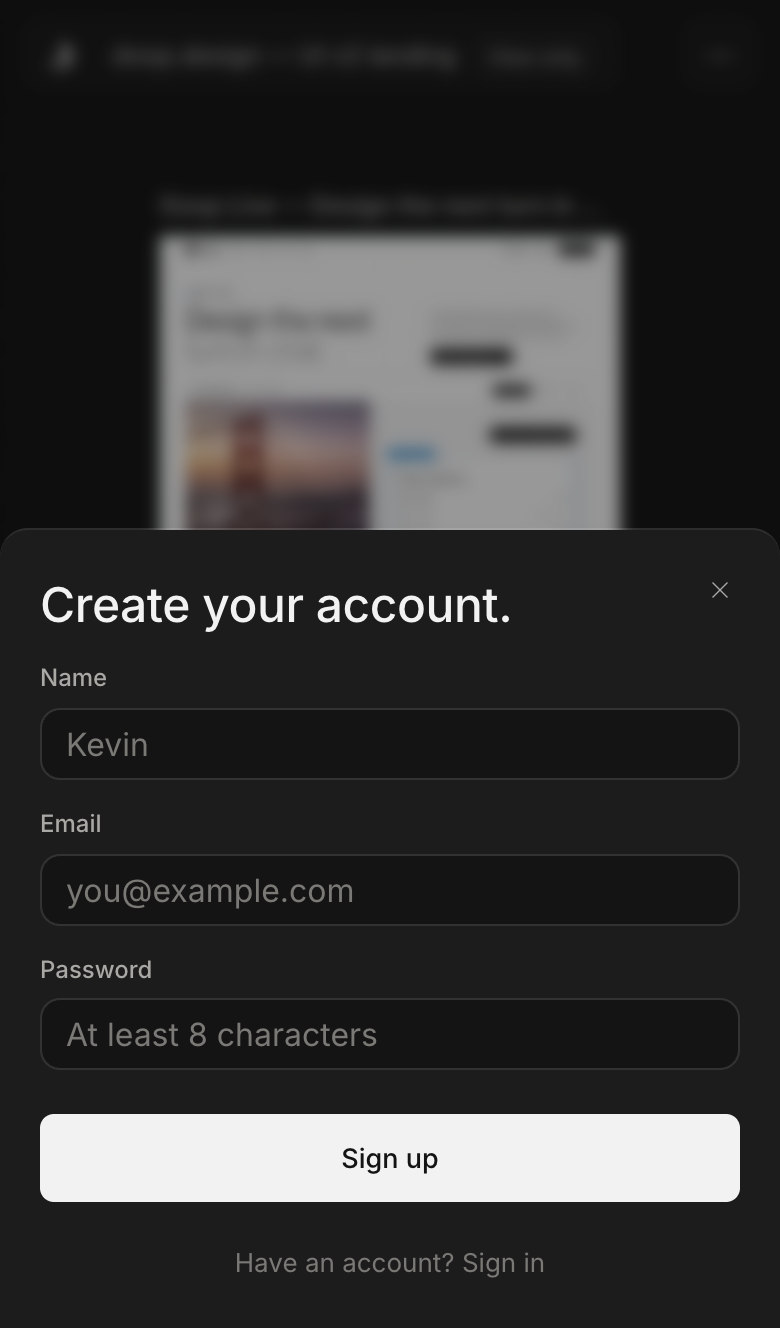 Create your account.
Name
Kevin
Email
you@example.com
Password
At least 8 characters
Sign up
Have an account? Sign in